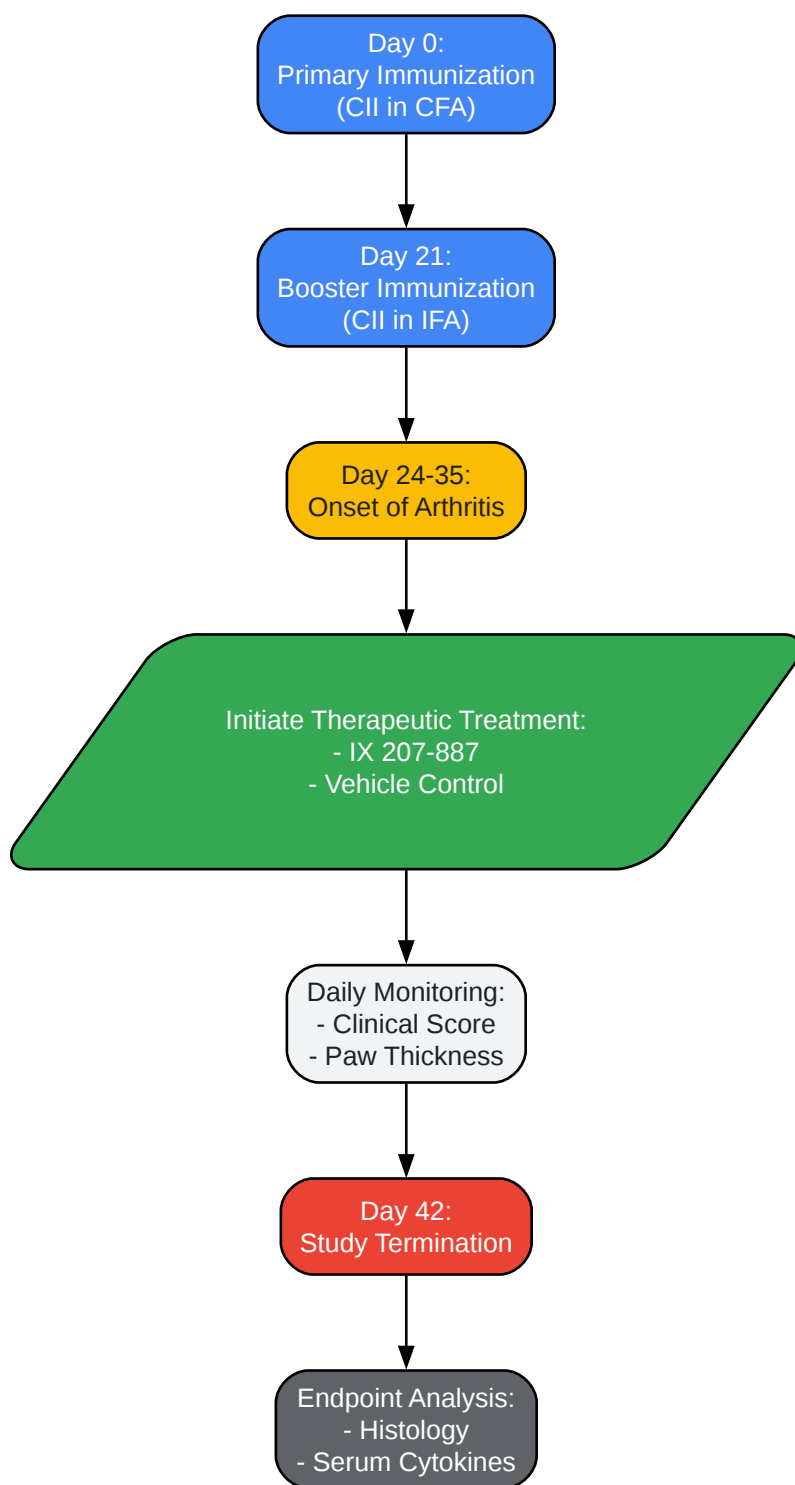 Day 0:
Primary Immunization
(CII in CFA)
Day 21:
Booster Immunization
(CII in IFA)
Day 24-35:
Onset of Arthritis
Initiate Therapeutic Treatment:
- IX 207-887
- Vehicle Control
Daily Monitoring:
- Clinical Score
- Paw Thickness
Day 42:
Study Termination
Endpoint Analysis:
- Histology
- Serum Cytokines